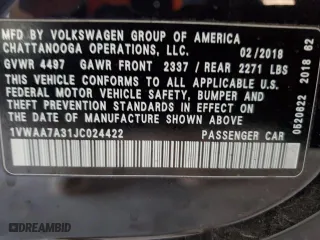 MFD BY VOLKSWAGEN GROUP OF AMERICA
CHATTANOOGA OPERATIONS, LLC. 02/2018
GVWR 4497 GAWR FRONT 2337 / REAR 2271 LBS
THIS VEHICLE CONFORMS TO ALL APPLICABLE U.S.
FEDERAL MOTOR VEHICLE SAFETY, BUMPER, AND
THEFT PREVENTION STANDARDS IN EFFECT ON
THE DATE OF MANUFACTURE SHOWN ABOVE.
1VWAA7A31JC024422 PASSENGER CAR
0520622 2018 62